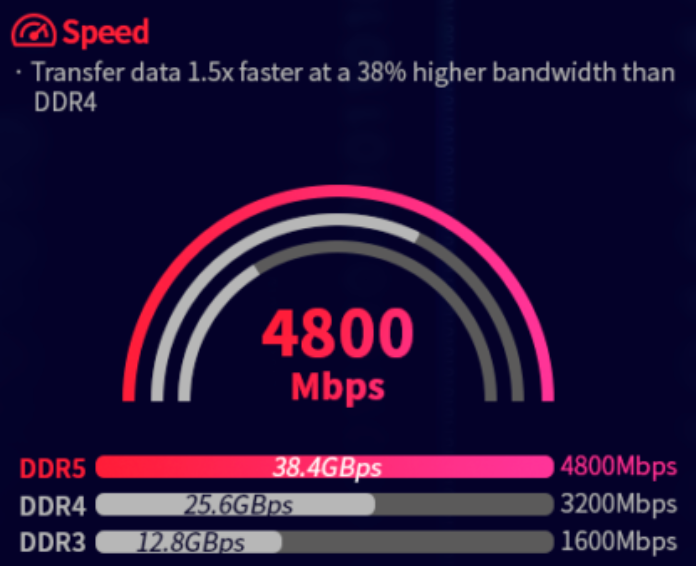 Speed
· Transfer data 1.5x faster at a 38% higher bandwidth than
DDR4
4800
Mbps
DDR5 38.4GBps 4800Mbps
DDR4 25.6GBps 3200Mbps
DDR3 12.8GBps 1600Mbps